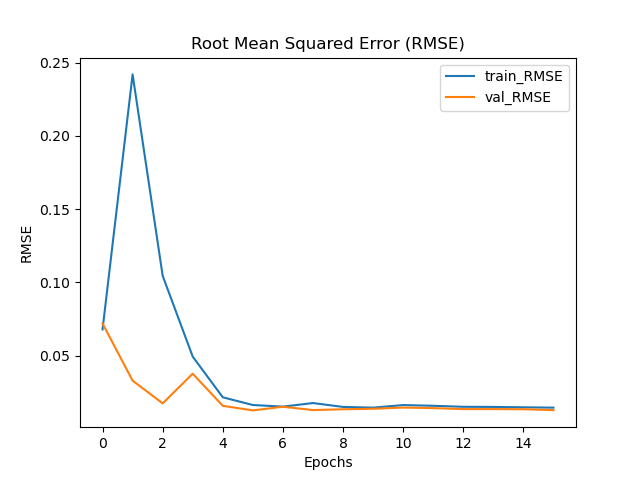 Root Mean Squared Error (RMSE)
train_RMSE
val_RMSE
RMSE
0.25
0.20
0.15
0.10
0.05
0 2 4 6 8 10 12 14
Epochs